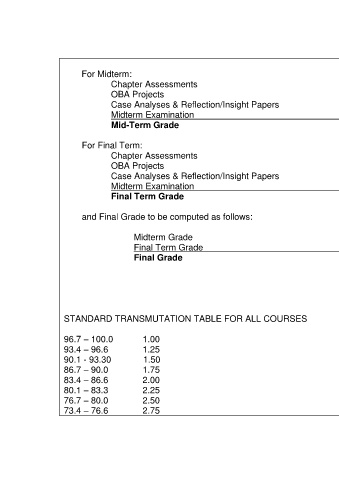 For Midterm:
Chapter Assessments
OBA Projects
Case Analyses & Reflection/Insight Papers
Midterm Examination
Mid-Term Grade
For Final Term:
Chapter Assessments
OBA Projects
Case Analyses & Reflection/Insight Papers
Midterm Examination
Final Term Grade
and Final Grade to be computed as follows:
Midterm Grade
Final Term Grade
Final Grade
STANDARD TRANSMUTATION TABLE FOR ALL COURSES
96.7 – 100.0 1.00
93.4 – 96.6 1.25
90.1 - 93.30 1.50
86.7 – 90.0 1.75
83.4 – 86.6 2.00
80.1 – 83.3 2.25
76.7 – 80.0 2.50
73.4 – 76.6 2.75